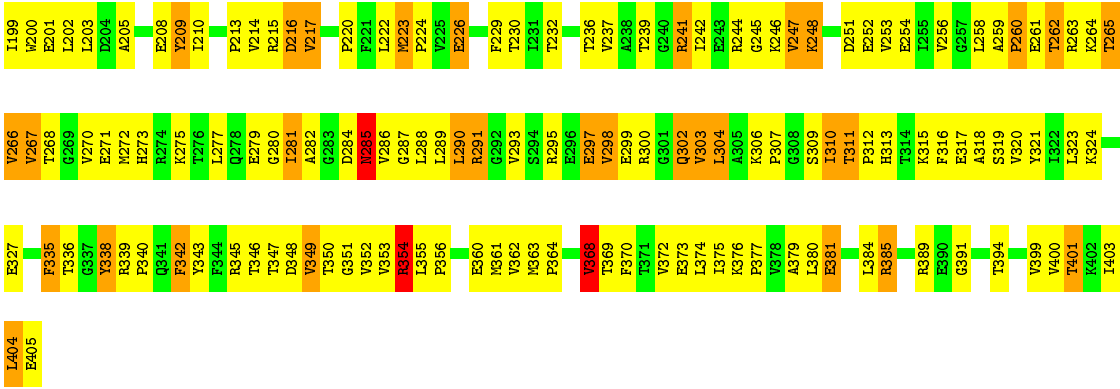 I199 W200 E201 L202 L203 D204 A205 E208 Y209 I210 P213 V214 R215 D216 V217 P220 F221 L222 M223 P224 V225 E226 F229 T230 I231 T232 T236 V237 A238 T239 G240 R241 I242 E243 R244 G245 K246 V247 K248 D251 E252 V253 E254 I255 V256 G257 L258 A259 P260 E261 T262 R263 K264 T265
V266 V267 T268 G269 V270 E271 M272 H273 R274 K275 T276 L277 Q278 E279 G280 I281 A282 G283 D284 N285 V286 G287 L288 L289 L290 R291 G292 V293 S294 R295 E296 E297 V298 E299 R300 G301 Q302 V303 L304 A305 K306 P307 G308 S309 I310 T311 P312 H313 T314 K315 F316 E317 A318 S319 V320 Y321 I322 L323 K324
E327 F335 T336 G337 Y338 R339 P340 Q341 F342 Y343 F344 R345 T346 T347 D348 V349 T350 G351 V352 V353 R354 L355 P356 E360 M361 V362 M363 P364 V368 T369 F370 T371 V372 E373 L374 I375 K376 P377 V378 A379 L380 E381 L384 R385 R389 E390 G391 T394 V399 V400 T401 K402 I403
L404 E405